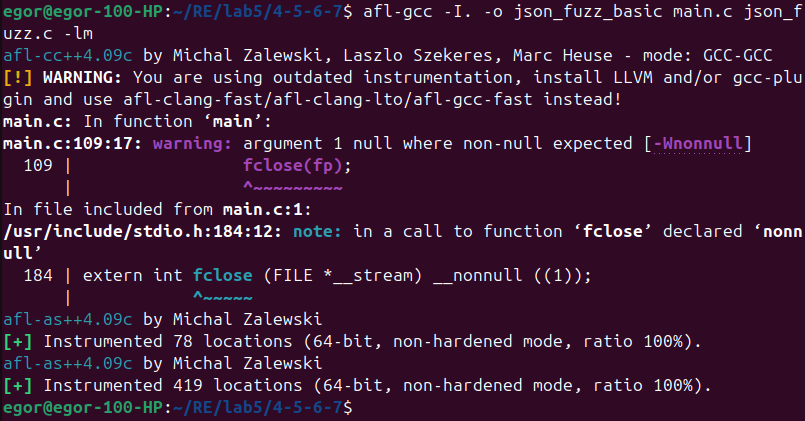 egor@egor-100-HP:~/RE/lab5/4-5-6-7$ afl-gcc -I. -o json_fuzz_basic main.c json_f
uzz.c -lm
afl-cc++4.09c by Michal Zalewski, Laszlo Szekeres, Marc Heuse - mode: GCC-GCC
[!] WARNING: You are using outdated instrumentation, install LLVM and/or gcc-plu
gin and use afl-clang-fast/afl-clang-lto/afl-gcc-fast instead!
main.c: In function ‘main’:
main.c:109:17: warning: argument 1 null where non-null expected [-Wnonnull]
  109 |                 fclose(fp);
      |                 ^~~~~~~~~~
In file included from main.c:1:
/usr/include/stdio.h:184:12: note: in a call to function ‘fclose’ declared ‘nonn
ull’
  184 | extern int fclose (FILE *__stream) __nonnull ((1));
      |            ^~~~~~
afl-as++4.09c by Michal Zalewski
[+] Instrumented 78 locations (64-bit, non-hardened mode, ratio 100%).
afl-as++4.09c by Michal Zalewski
[+] Instrumented 419 locations (64-bit, non-hardened mode, ratio 100%).
egor@egor-100-HP:~/RE/lab5/4-5-6-7$